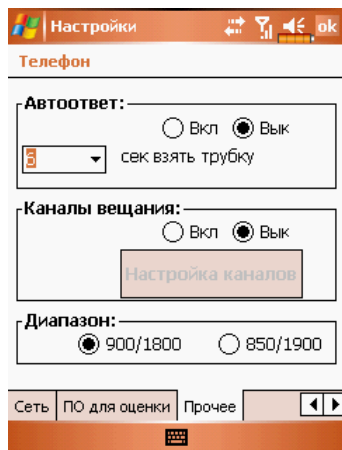 Настройки ok
Телефон
Автоответ:
Вкл Вык
6 сек взять трубку
Каналы вещания:
Вкл Вык
Настройка каналов
Диапазон:
900/1800 850/1900
Сеть ПО для оценки Прочее